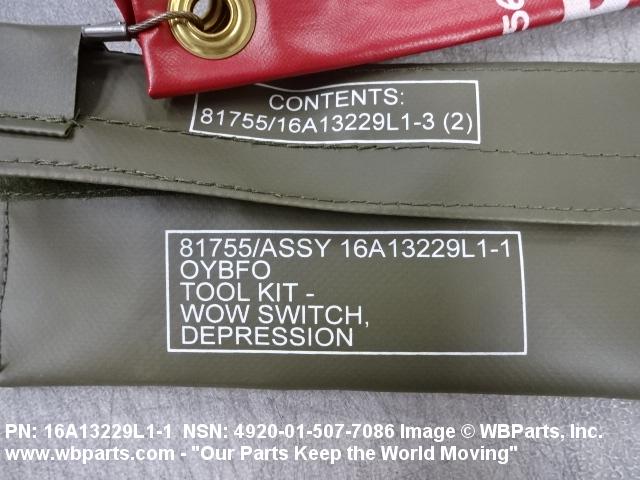 56
CONTENTS:
81755/16A13229L1-3 (2)
81755/ASSY 16A13229L1-1
OYBFO
TOOL KIT -
WOW SWITCH,
DEPRESSION
PN: 16A13229L1-1 NSN: 4920-01-507-7086 Image © WBParts, Inc.
www.wbparts.com - "Our Parts Keep the World Moving"